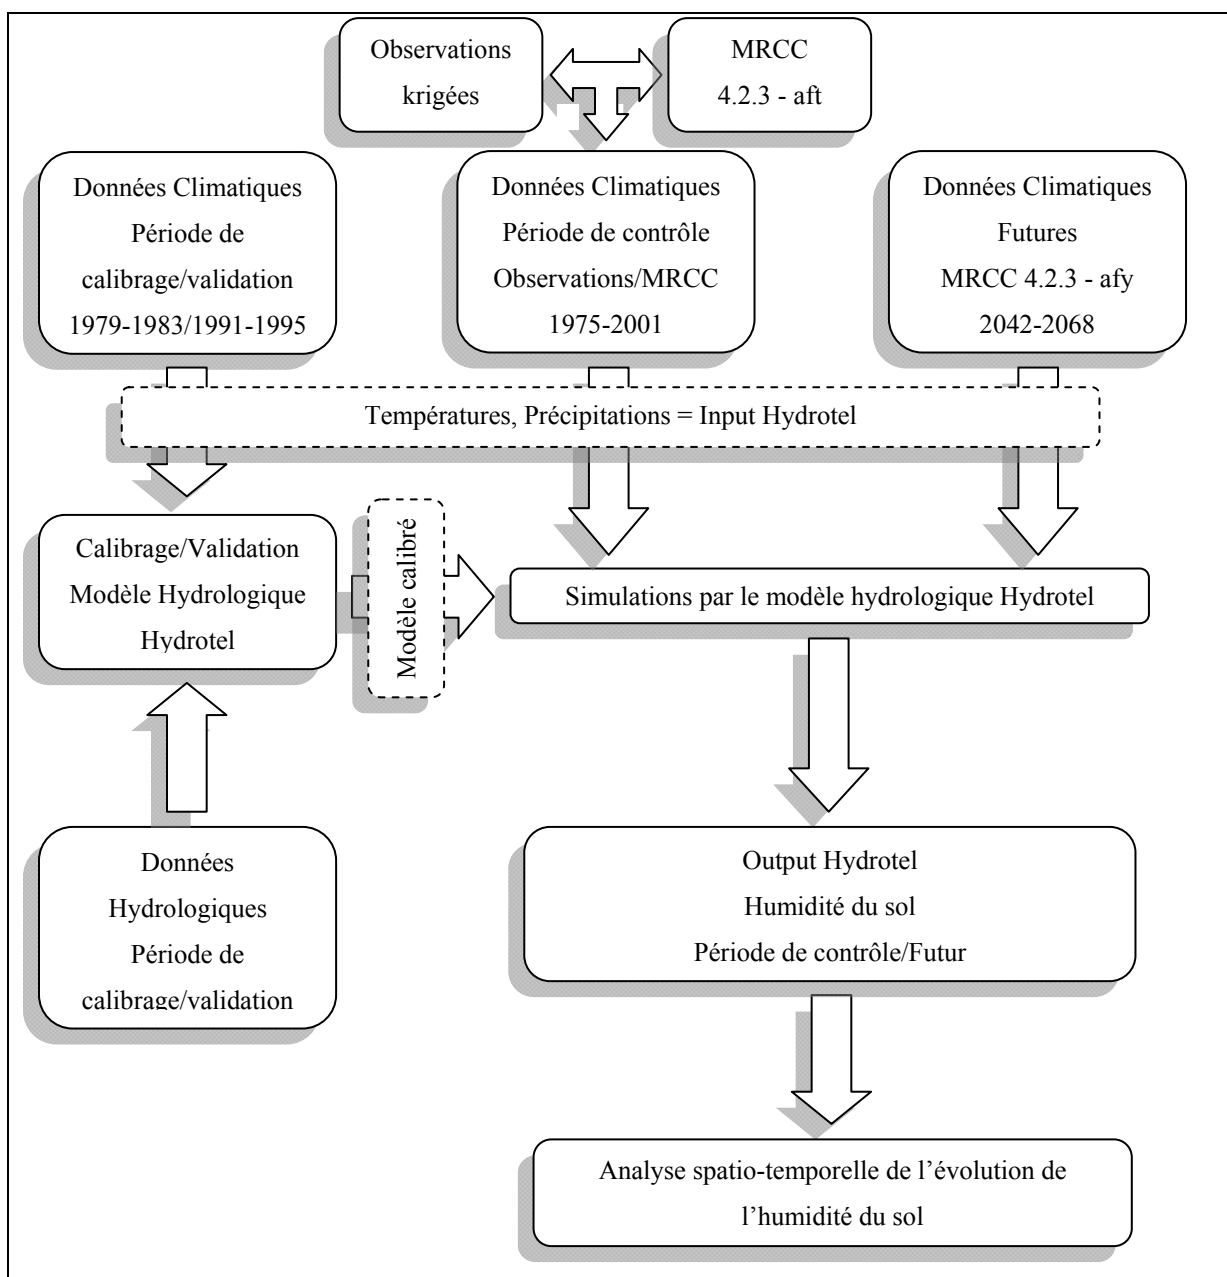 Observations
krigées
MRCC
4.2.3 - aft
Données Climatiques
Période de
calibrage/validation
1979-1983/1991-1995
Données Climatiques
Période de contrôle
Observations/MRCC
1975-2001
Données Climatiques
Futures
MRCC 4.2.3 - afy
2042-2068
Températures, Précipitations = Input Hydrotel
Calibrage/Validation
Modèle Hydrologique
Hydrotel
Modèle calibré
Simulations par le modèle hydrologique Hydrotel
Données
Hydrologiques
Période de
calibrage/validation
Output Hydrotel
Humidité du sol
Période de contrôle/Futur
Analyse spatio-temporelle de l’évolution de
l’humidité du sol